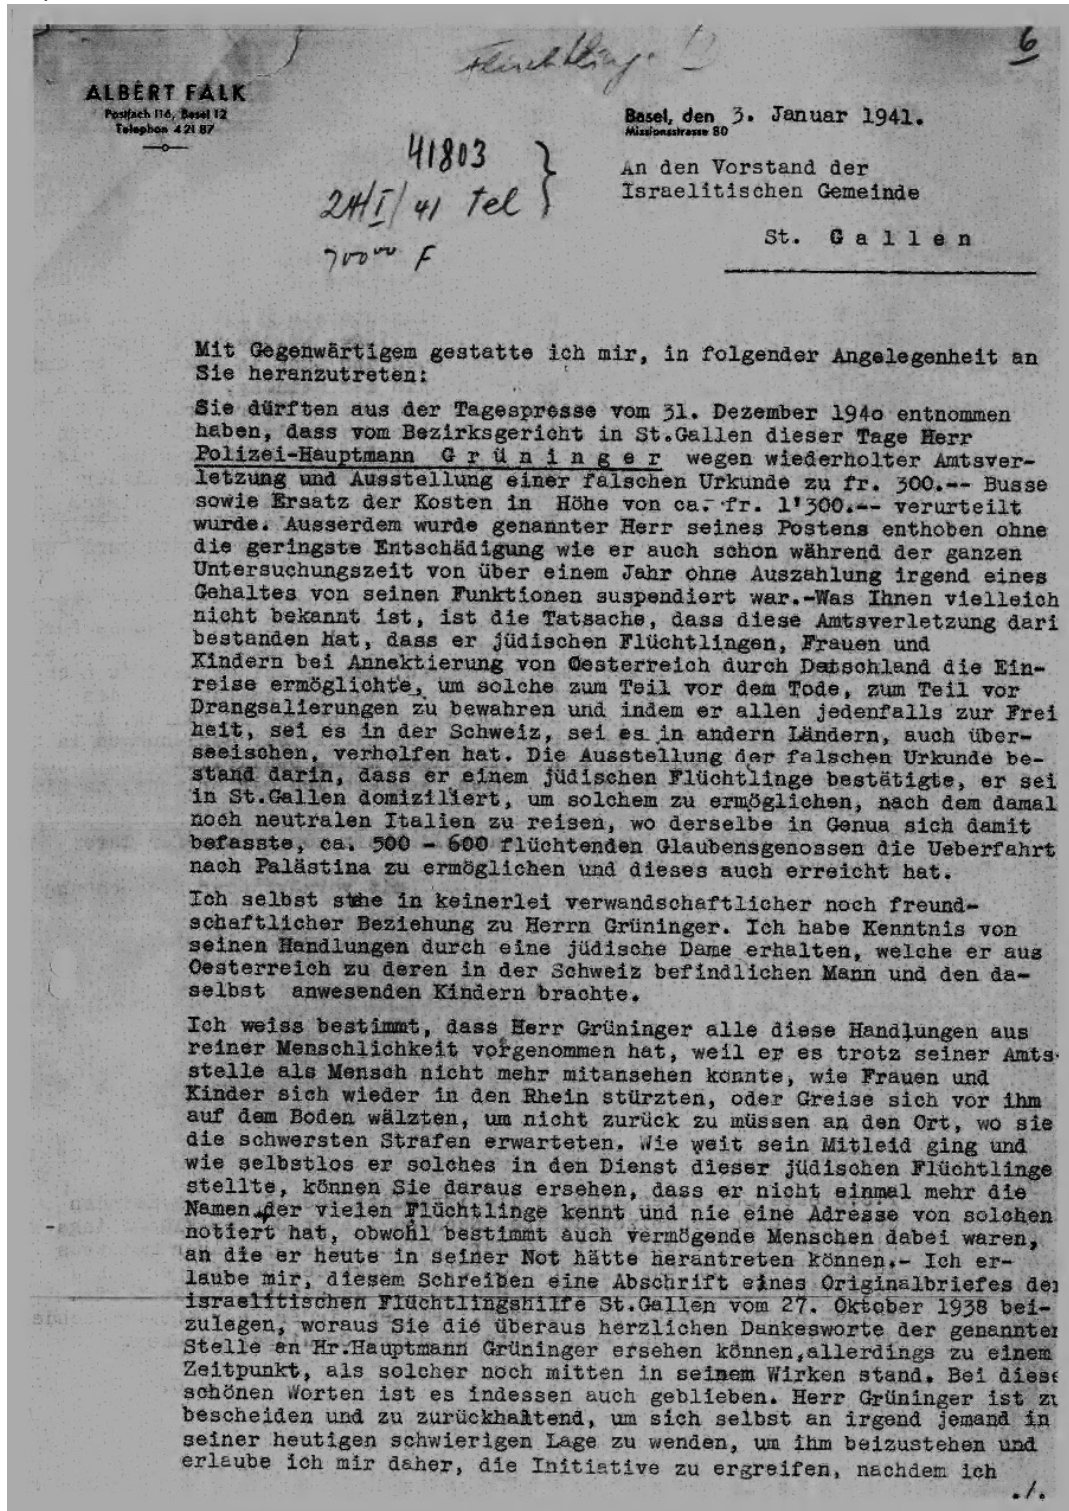 6
ALBERT FALK
Postfach 116, Basel 12
Telephon 4 21 87
Basel, den 3. Januar 1941.
Missionsstrasse 80
41803
24/I/41 Tel
An den Vorstand der
Israelitischen Gemeinde
St. G a l l e n
F
Mit Gegenwärtigem gestatte ich mir, in folgender Angelegenheit an
Sie heranzutreten:
Sie dürften aus der Tagespresse vom 31. Dezember 1940 entnommen
haben, dass vom Bezirksgericht in St.Gallen dieser Tage Herr
Polizei-Hauptmann G r ü n i n g e r wegen wiederholter Amtsver-
letzung und Ausstellung einer falschen Urkunde zu fr. 300.-- Busse
sowie Ersatz der Kosten in Höhe von ca. fr. 1'300.-- verurteilt
wurde. Ausserdem wurde genannter Herr seines Postens enthoben ohne
die geringste Entschädigung wie er auch schon während der ganzen
Untersuchungszeit von über einem Jahr ohne Auszahlung irgend eines
Gehaltes von seinen Funktionen suspendiert war.-Was Ihnen vielleich
nicht bekannt ist, ist die Tatsache, dass diese Amtsverletzung dari
bestanden hat, dass er jüdischen Flüchtlingen, Frauen und
Kindern bei Annektierung von Oesterreich durch Detschland die Ein-
reise ermöglichte, um solche zum Teil vor dem Tode, zum Teil vor
Drangsalierungen zu bewahren und indem er allen jedenfalls zur Frei
heit, sei es in der Schweiz, sei es in andern Ländern, auch über-
seeischen, verholfen hat. Die Ausstellung der falschen Urkunde be-
stand darin, dass er einem jüdischen Flüchtlinge bestätigte, er sei
in St.Gallen domiziliert, um solchem zu ermöglichen, nach dem damal
noch neutralen Italien zu reisen, wo derselbe in Genua sich damit
befasste, ca. 500 - 600 flüchtenden Glaubensgenossen die Ueberfahrt
nach Palästina zu ermöglichen und dieses auch erreicht hat.
Ich selbst sthe in keinerlei verwandschaftlicher noch freund-
schaftlicher Beziehung zu Herrn Grüninger. Ich habe Kenntnis von
seinen Handlungen durch eine jüdische Dame erhalten, welche er aus
Oesterreich zu deren in der Schweiz befindlichen Mann und den da-
selbst anwesenden Kindern brachte.
Ich weiss bestimmt, dass Herr Grüninger alle diese Handlungen aus
reiner Menschlichkeit vorgenommen hat, weil er es trotz seiner Amts-
stelle als Mensch nicht mehr mitansehen konnte, wie Frauen und
Kinder sich wieder in den Rhein stürzten, oder Greise sich vor ihm
auf dem Boden wälzten, um nicht zurück zu müssen an den Ort, wo sie
die schwersten Strafen erwarteten. Wie weit sein Mitleid ging und
wie selbstlos er solches in den Dienst dieser jüdischen Flüchtlinge
stellte, können Sie daraus ersehen, dass er nicht einmal mehr die
Namen der vielen Flüchtlinge kennt und nie eine Adresse von solchen
notiert hat, obwohl bestimmt auch vermögende Menschen dabei waren,
an die er heute in seiner Not hätte herantreten können.- Ich er-
laube mir, diesem Schreiben eine Abschrift eines Originalbriefes der
israelitischen Flüchtlingshilfe St.Gallen vom 27. Oktober 1938 bei-
zulegen, woraus Sie die überaus herzlichen Dankesworte der genannten
Stelle an Hr.Hauptmann Grüninger ersehen können,allerdings zu einem
Zeitpunkt, als solcher noch mitten in seinem Wirken stand. Bei diese
schönen Worten ist es indessen auch geblieben. Herr Grüninger ist zu
bescheiden und zu zurückhaltend, um sich selbst an irgend jemand in
seiner heutigen schwierigen Lage zu wenden, um ihm beizustehen und
erlaube ich mir daher, die Initiative zu ergreifen, nachdem ich
./.